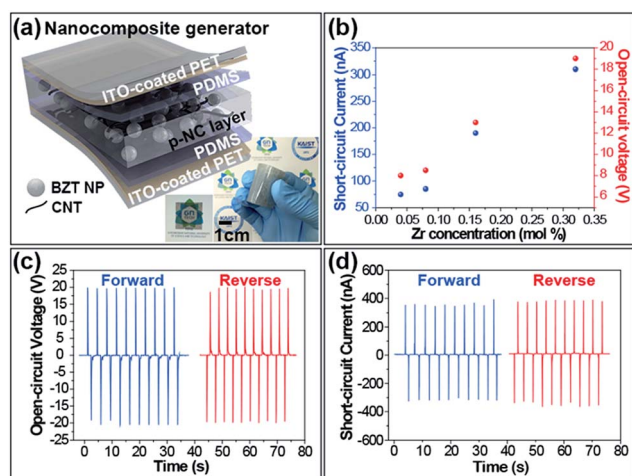 (a) Nanocomposite generator
ITO-coated PET
PDMS
p-NC layer
PDMS
ITO-coated PET
BZT NP
CNT
KAIST
1cm
(b)
350
300
250
200
150
100
50
Short-circuit Current (nA)
20
18
16
14
12
10
8
6
Open-circuit voltage (V)
0.00 0.05 0.10 0.15 0.20 0.25 0.30 0.35
Zr concentration (mol %)
(c)
Forward Reverse
25
20
15
10
5
0
-5
-10
-15
-20
-25
Open-circuit Voltage (V)
0 10 20 30 40 50 60 70 80
Time (s)
(d)
Forward Reverse
600
400
200
0
-200
-400
-600
Short-circuit Current (nA)
0 10 20 30 40 50 60 70 80
Time (s)